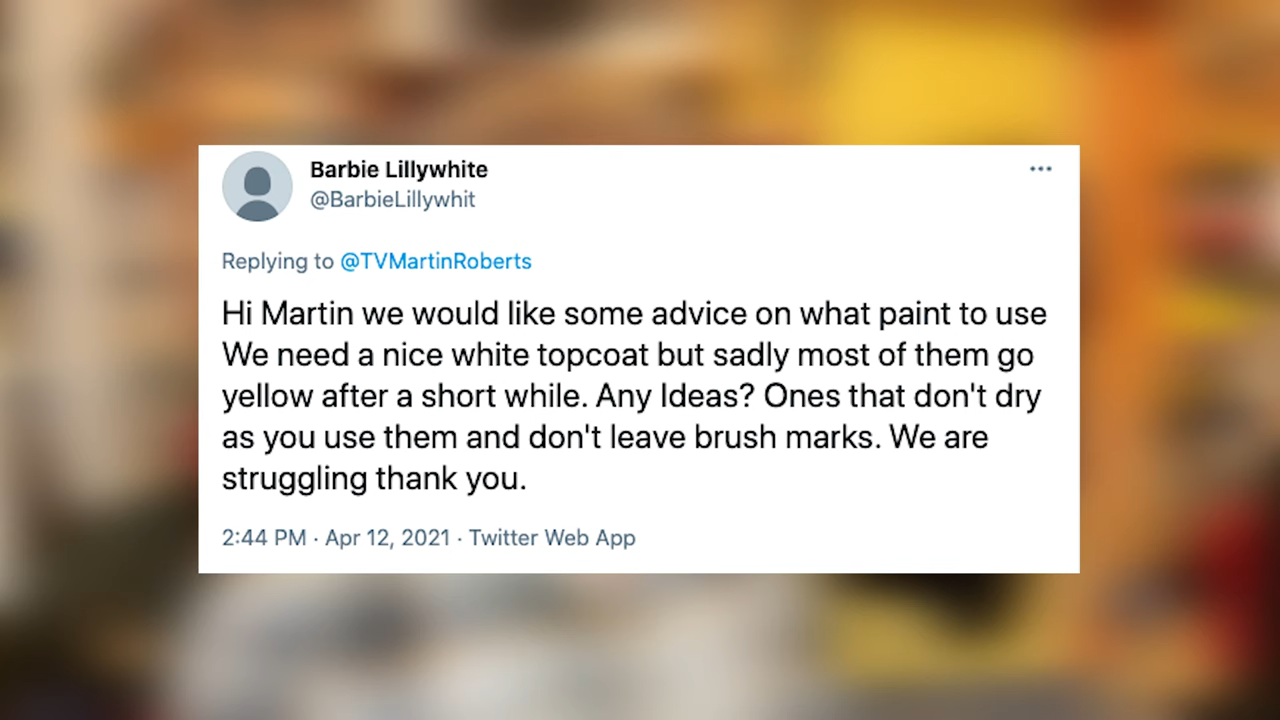 Barbie Lillywhite
@BarbieLillywhit
Replying to @TVMartinRoberts
Hi Martin we would like some advice on what paint to use
We need a nice white topcoat but sadly most of them go
yellow after a short while. Any Ideas? Ones that don't dry
as you use them and don't leave brush marks. We are
struggling thank you.
2:44 PM · Apr 12, 2021 · Twitter Web App